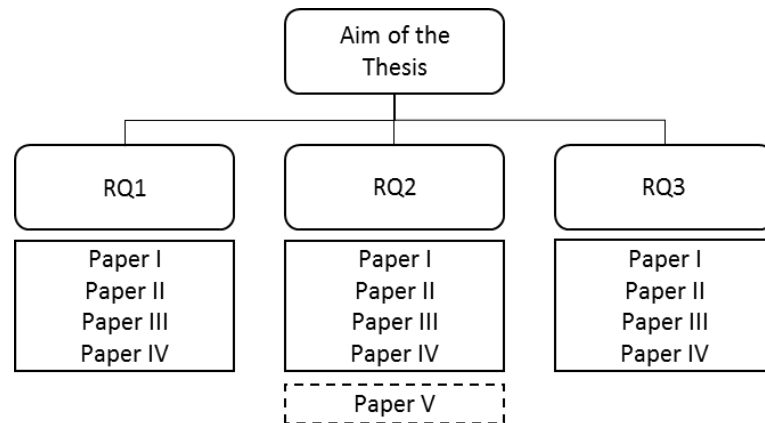 Aim of the
Thesis
RQ1
RQ2
RQ3
Paper I
Paper II
Paper III
Paper IV
Paper I
Paper II
Paper III
Paper IV
Paper V
Paper I
Paper II
Paper III
Paper IV